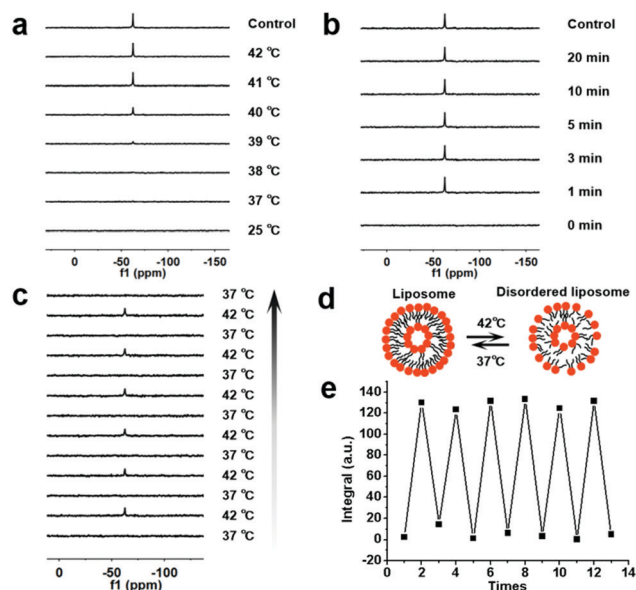 a
Control
42 °C
41 °C
40 °C
39 °C
38 °C
37 °C
25 °C
0 -50 -100 -150
f1 (ppm)
b
Control
20 min
10 min
5 min
3 min
1 min
0 min
0 -50 -100 -150
f1 (ppm)
c
37 °C
42 °C
37 °C
42 °C
37 °C
42 °C
37 °C
42 °C
37 °C
42 °C
37 °C
42 °C
37 °C
0 -50 -100
f1 (ppm)
d
Liposome
Disordered liposome
42°C
37°C
e
140
120
100
80
60
40
20
0
-20
Integral (a.u.)
0 2 4 6 8 10 12 14
Times